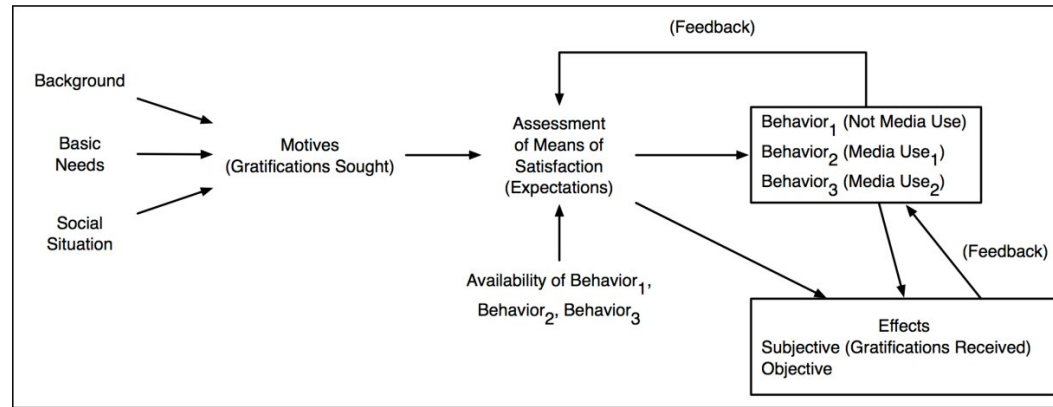 (Feedback)
Background
Basic
Needs
Social
Situation
Motives
(Gratifications Sought)
Assessment
of Means of
Satisfaction
(Expectations)
Availability of Behavior1,
Behavior2, Behavior3
Behavior1 (Not Media Use)
Behavior2 (Media Use1)
Behavior3 (Media Use2)
(Feedback)
Effects
Subjective (Gratifications Received)
Objective